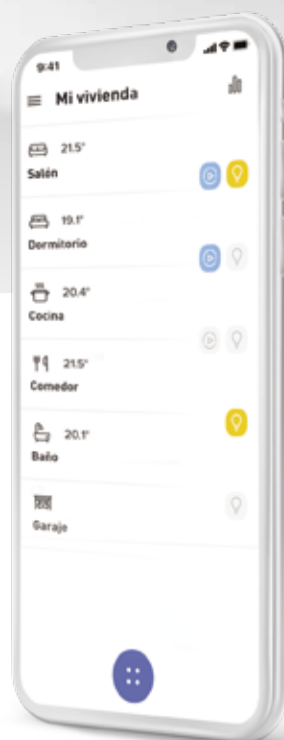 9:41
Mi vivienda
21.5°
Salón
19.1°
Dormitorio
20.4°
Cocina
21.5°
Comedor
20.1°
Baño
Garaje